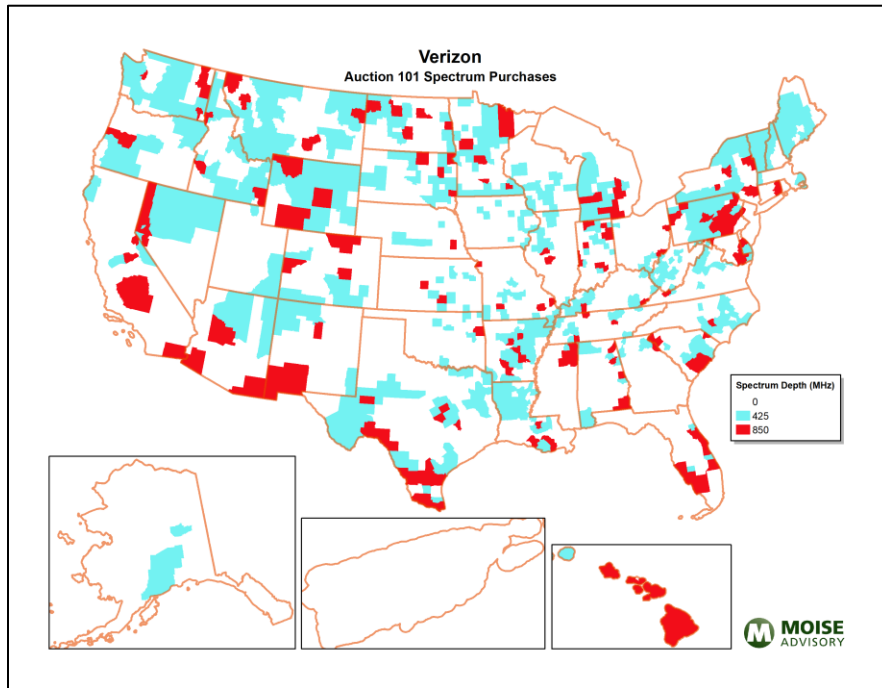 Verizon
Auction 101 Spectrum Purchases
Spectrum Depth (MHz)
0
425
850
M MOISE
ADVISORY